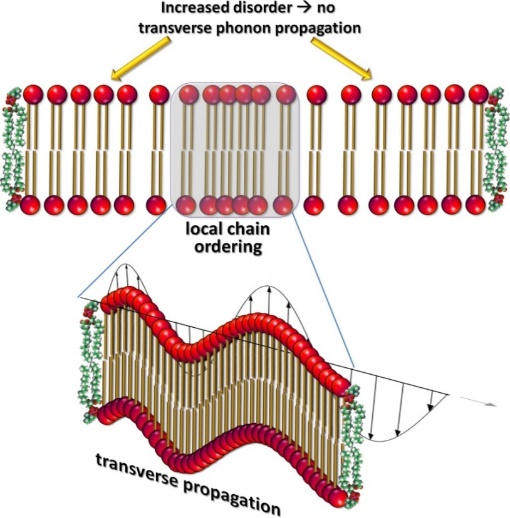 Increased disorder → no
transverse phonon propagation
local chain
ordering
transverse propagation